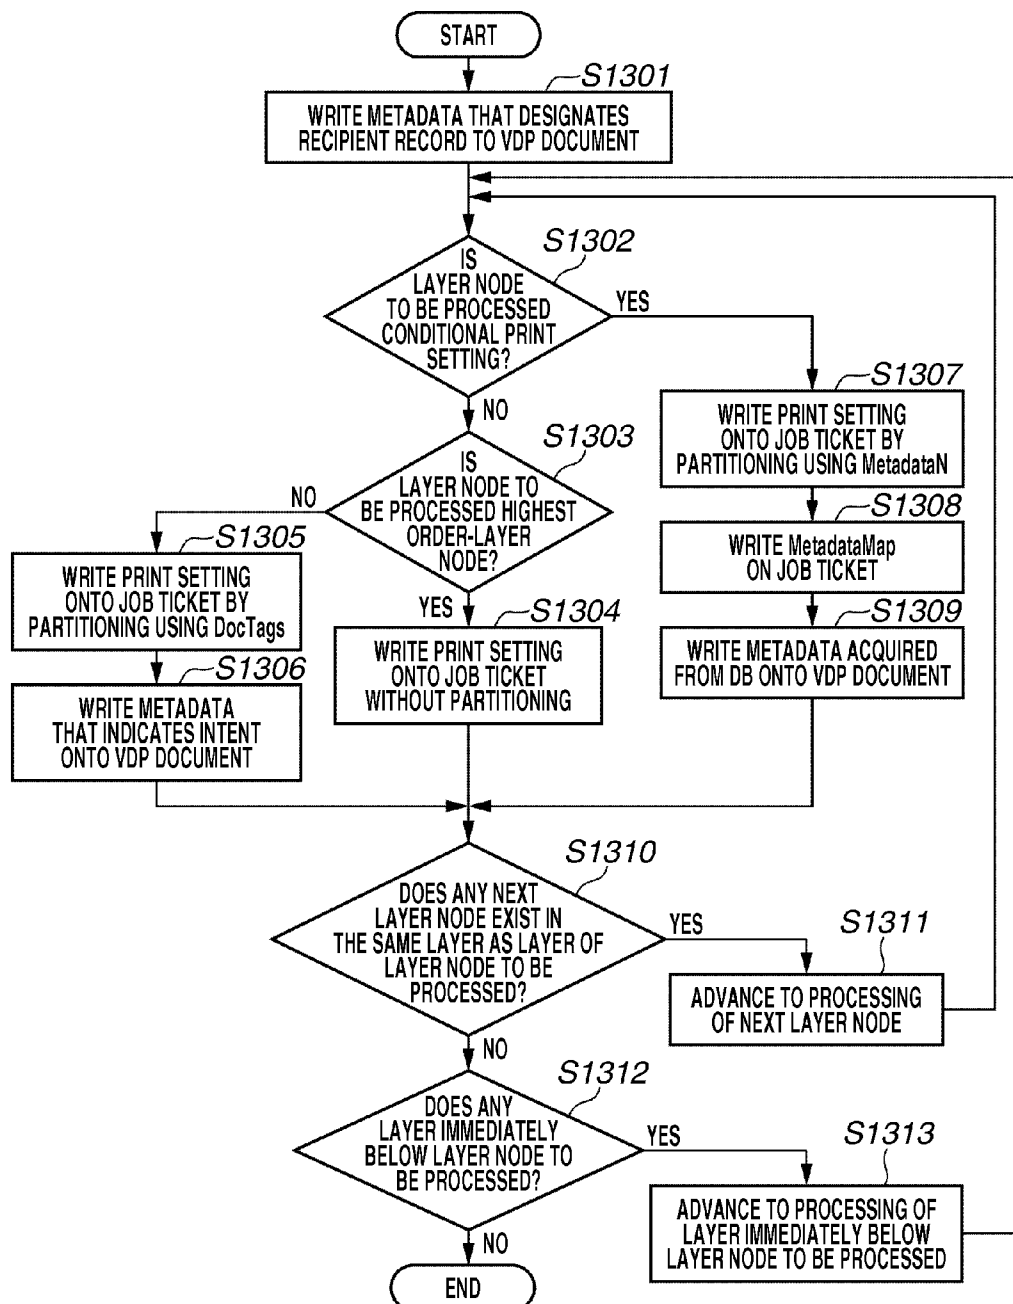 START
S1301
WRITE METADATA THAT DESIGNATES
RECIPIENT RECORD TO VDP DOCUMENT
S1302
IS
LAYER NODE
TO BE PROCESSED
CONDITIONAL PRINT
SETTING?
YES
NO
S1307
WRITE PRINT SETTING
ONTO JOB TICKET BY
PARTITIONING USING MetadataN
S1303
IS
LAYER NODE TO
BE PROCESSED HIGHEST
ORDER-LAYER
NODE?
NO
YES
S1308
WRITE MetadataMap
ON JOB TICKET
S1305
WRITE PRINT SETTING
ONTO JOB TICKET BY
PARTITIONING USING DocTags
S1304
WRITE PRINT SETTING
ONTO JOB TICKET
WITHOUT PARTITIONING
S1309
WRITE METADATA ACQUIRED
FROM DB ONTO VDP DOCUMENT
S1306
WRITE METADATA
THAT INDICATES INTENT
ONTO VDP DOCUMENT
S1310
DOES ANY NEXT
LAYER NODE EXIST IN
THE SAME LAYER AS LAYER OF
LAYER NODE TO BE
PROCESSED?
YES
NO
S1311
ADVANCE TO PROCESSING
OF NEXT LAYER NODE
S1312
DOES ANY
LAYER IMMEDIATELY
BELOW LAYER NODE TO
BE PROCESSED?
YES
NO
S1313
ADVANCE TO PROCESSING OF
LAYER IMMEDIATELY BELOW
LAYER NODE TO BE PROCESSED
END